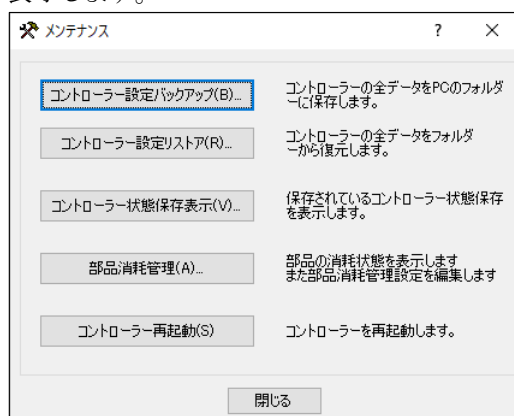 メンテナンス ? ×
コントローラー設定バックアップ(B)... コントローラーの全データをPCのフォルダ
ーに保存します。
コントローラー設定リストア(R)... コントローラーの全データをフォルダ
ーから復元します。
コントローラー状態保存表示(V)... 保存されているコントローラー状態保存
を表示します。
部品消耗管理(A)... 部品の消耗状態を表示します
また部品消耗管理設定を編集します
コントローラー再起動(S) コントローラーを再起動します。
閉じる